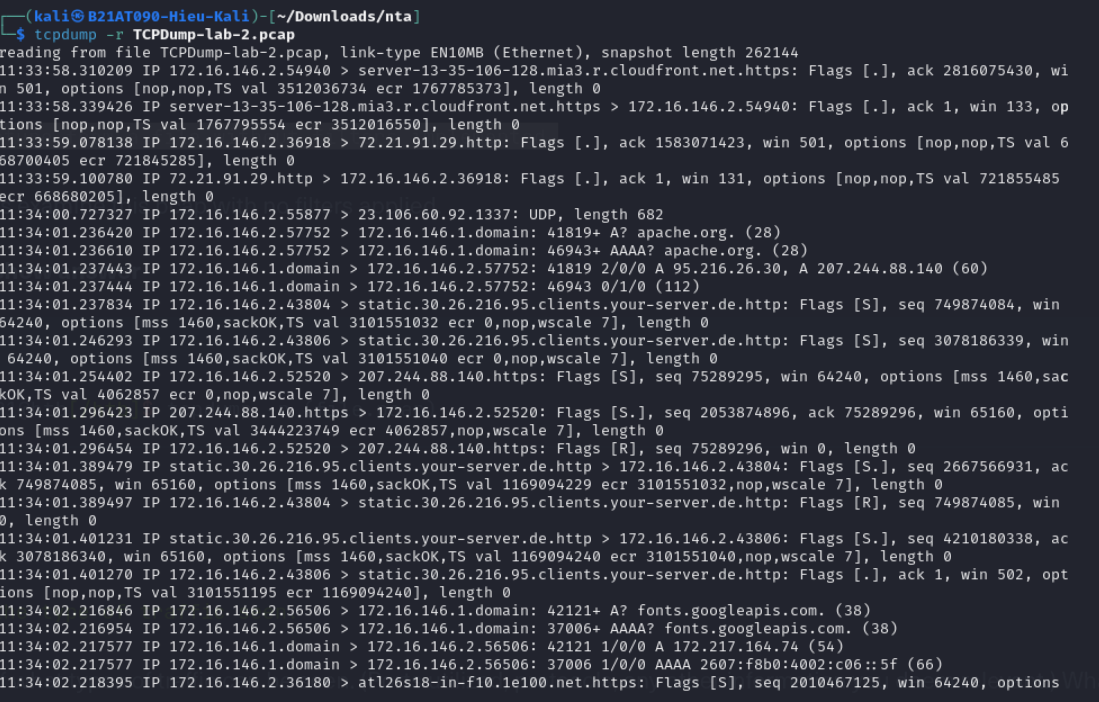 ┌──(kali㉿B21AT090-Hieu-Kali)-[~/Downloads/nta]
└─$ tcpdump -r TCPDump-lab-2.pcap
reading from file TCPDump-lab-2.pcap, link-type EN10MB (Ethernet), snapshot length 262144
11:33:58.310209 IP 172.16.146.2.54940 > server-13-35-106-128.mia3.r.cloudfront.net.https: Flags [.], ack 2816075430, wi
n 501, options [nop,nop,TS val 3512036734 ecr 1767785373], length 0
11:33:58.339426 IP server-13-35-106-128.mia3.r.cloudfront.net.https > 172.16.146.2.54940: Flags [.], ack 1, win 133, op
tions [nop,nop,TS val 1767795554 ecr 3512016550], length 0
11:33:59.078138 IP 172.16.146.2.36918 > 72.21.91.29.http: Flags [.], ack 1583071423, win 501, options [nop,nop,TS val 6
68700405 ecr 721845285], length 0
11:33:59.100780 IP 72.21.91.29.http > 172.16.146.2.36918: Flags [.], ack 1, win 131, options [nop,nop,TS val 721855485
ecr 668680205], length 0
11:34:00.727327 IP 172.16.146.2.55877 > 23.106.60.92.1337: UDP, length 682
11:34:01.236420 IP 172.16.146.2.57752 > 172.16.146.1.domain: 41819+ A? apache.org. (28)
11:34:01.236610 IP 172.16.146.2.57752 > 172.16.146.1.domain: 46943+ AAAA? apache.org. (28)
11:34:01.237443 IP 172.16.146.1.domain > 172.16.146.2.57752: 41819 2/0/0 A 95.216.26.30, A 207.244.88.140 (60)
11:34:01.237444 IP 172.16.146.1.domain > 172.16.146.2.57752: 46943 0/1/0 (112)
11:34:01.237834 IP 172.16.146.2.43804 > static.30.26.216.95.clients.your-server.de.http: Flags [S], seq 749874084, win
64240, options [mss 1460,sackOK,TS val 3101551032 ecr 0,nop,wscale 7], length 0
11:34:01.246293 IP 172.16.146.2.43806 > static.30.26.216.95.clients.your-server.de.http: Flags [S], seq 3078186339, win
64240, options [mss 1460,sackOK,TS val 3101551040 ecr 0,nop,wscale 7], length 0
11:34:01.254402 IP 172.16.146.2.52520 > 207.244.88.140.https: Flags [S], seq 75289295, win 64240, options [mss 1460,sac
kOK,TS val 4062857 ecr 0,nop,wscale 7], length 0
11:34:01.296423 IP 207.244.88.140.https > 172.16.146.2.52520: Flags [S.], seq 2053874896, ack 75289296, win 65160, opti
ons [mss 1460,sackOK,TS val 3444223749 ecr 4062857,nop,wscale 7], length 0
11:34:01.296454 IP 172.16.146.2.52520 > 207.244.88.140.https: Flags [R], seq 75289296, win 0, length 0
11:34:01.389479 IP static.30.26.216.95.clients.your-server.de.http > 172.16.146.2.43804: Flags [S.], seq 2667566931, ac
k 749874085, win 65160, options [mss 1460,sackOK,TS val 1169094229 ecr 3101551032,nop,wscale 7], length 0
11:34:01.389497 IP 172.16.146.2.43804 > static.30.26.216.95.clients.your-server.de.http: Flags [R], seq 749874085, win
0, length 0
11:34:01.401231 IP static.30.26.216.95.clients.your-server.de.http > 172.16.146.2.43806: Flags [S.], seq 4210180338, ac
k 3078186340, win 65160, options [mss 1460,sackOK,TS val 1169094240 ecr 3101551040,nop,wscale 7], length 0
11:34:01.401270 IP 172.16.146.2.43806 > static.30.26.216.95.clients.your-server.de.http: Flags [.], ack 1, win 502, opt
ions [nop,nop,TS val 3101551195 ecr 1169094240], length 0
11:34:02.216846 IP 172.16.146.2.56506 > 172.16.146.1.domain: 42121+ A? fonts.googleapis.com. (38)
11:34:02.216954 IP 172.16.146.2.56506 > 172.16.146.1.domain: 37006+ AAAA? fonts.googleapis.com. (38)
11:34:02.217577 IP 172.16.146.1.domain > 172.16.146.2.56506: 42121 1/0/0 A 172.217.164.74 (54)
11:34:02.217577 IP 172.16.146.1.domain > 172.16.146.2.56506: 37006 1/0/0 AAAA 2607:f8b0:4002:c06::5f (66)
11:34:02.218395 IP 172.16.146.2.36180 > atl26s18-in-f10.1e100.net.https: Flags [S], seq 2010467125, win 64240, options